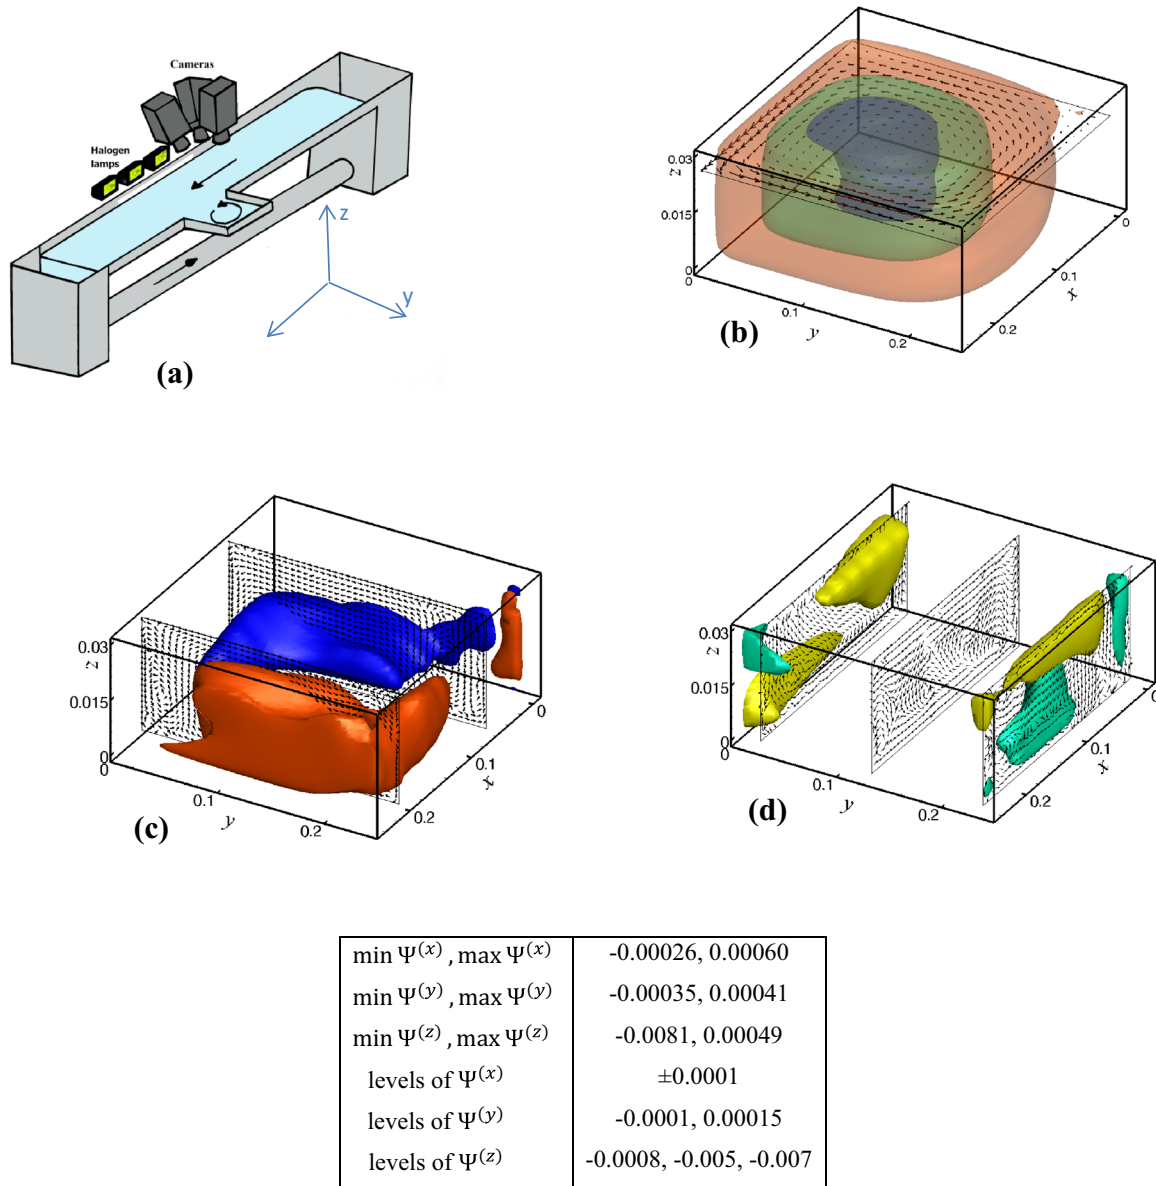 Cameras
Halogen
lamps
z
y
(a)
0.03
z
0.015
0
0
0.1
y
0.2
0.2
0.1
x
0
(b)
0.03
z
0.015
0
0
0.1
y
0.2
0.2
0.1
x
0
(c)
0.03
z
0.015
0
0
0.1
y
0.2
0.2
0.1
x
0
(d)
min Ψ(x) , max Ψ(x) -0.00026, 0.00060
min Ψ(y) , max Ψ(y) -0.00035, 0.00041
min Ψ(z) , max Ψ(z) -0.0081, 0.00049
levels of Ψ(x) ±0.0001
levels of Ψ(y) -0.0001, 0.00015
levels of Ψ(z) -0.0008, -0.005, -0.007